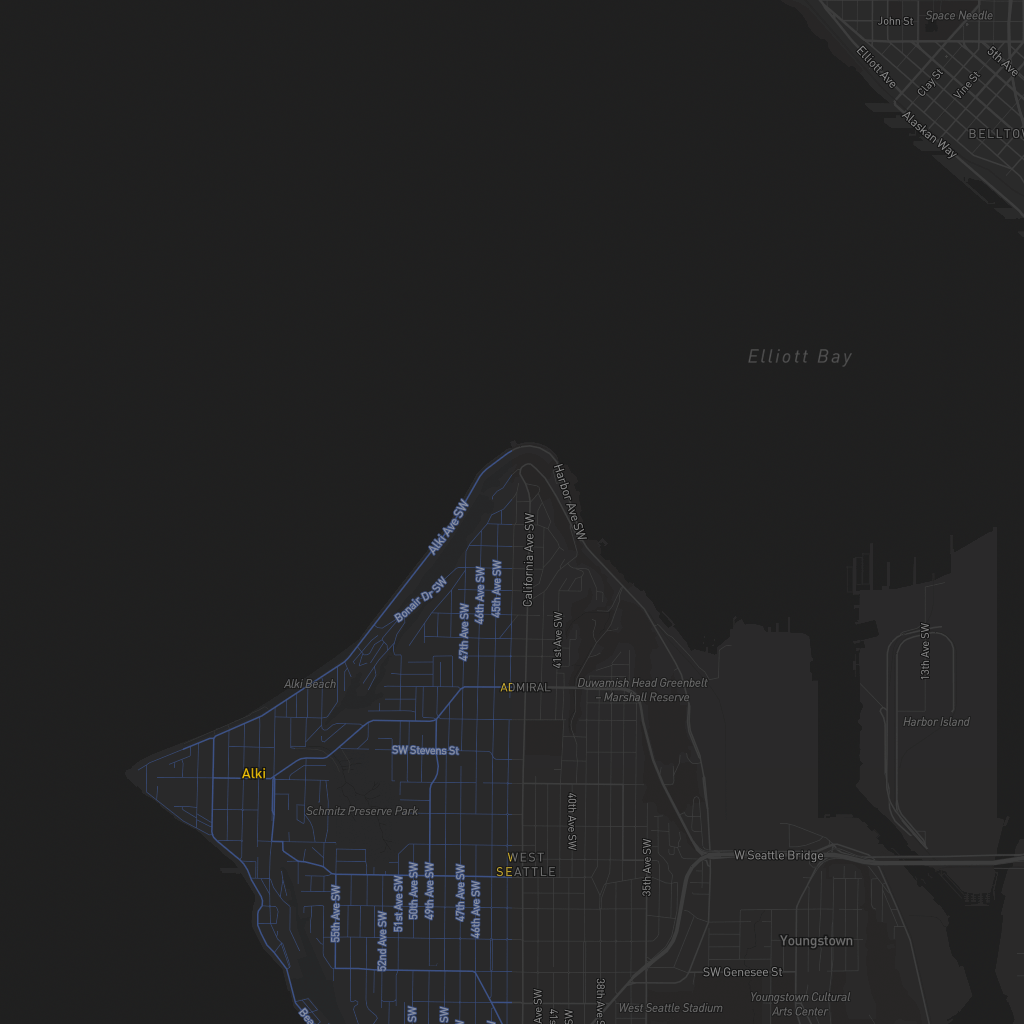 Space Needle
John St
5th Ave
Elliott Ave
Clay St
Vine St
Alaskan Way
Elliott Bay
Harbor Ave SW
Alki Ave SW
California Ave SW
Bonair Dr SW
46th Ave SW
45th Ave SW
47th Ave SW
41st Ave SW
13th Ave SW
Alki Beach
ADMIRAL
Duwamish Head Greenbelt
- Marshall Reserve
Harbor Island
SW Stevens St
Alki
Schmitz Preserve Park
40th Ave SW
W Seattle Bridge
WEST
SEATTLE
35th Ave SW
55th Ave SW
52nd Ave SW
51st Ave SW
50th Ave SW
49th Ave SW
47th Ave SW
46th Ave SW
Youngstown
SW Genesee St
Youngstown Cultural
Arts Center
West Seattle Stadium
38th Ave S
Ave SW